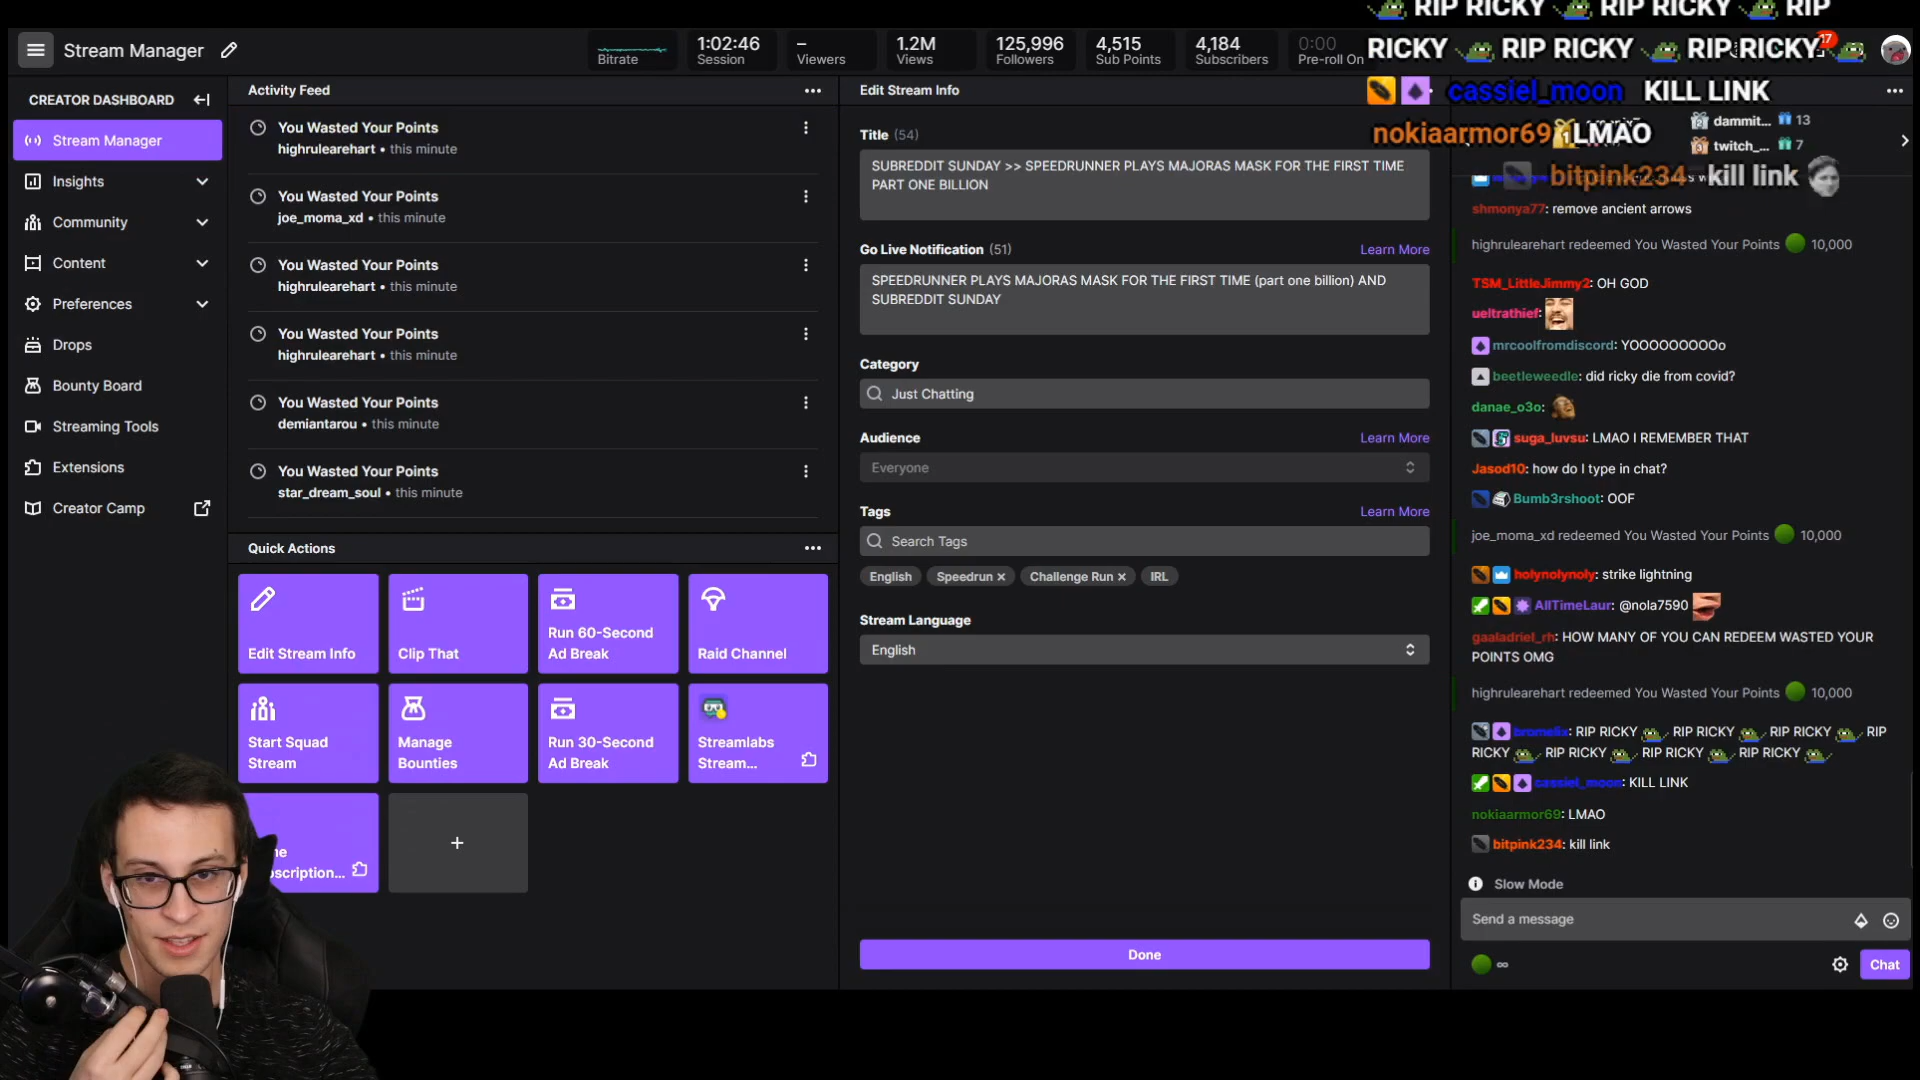 RIP RICKY RIP RICKY RIP
RICKY RIP RICKY RIP RICKY
17
cassiel_moon KILL LINK
nokiaarmor69 LMAO
bitpink234 kill link
Stream Manager
Bitrate
1:02:46
Session
–
Viewers
1.2M
Views
125,996
Followers
4,515
Sub Points
4,184
Subscribers
0:00
Pre-roll
CREATOR DASHBOARD
Stream Manager
Insights
Community
Content
Preferences
Drops
Bounty Board
Streaming Tools
Extensions
Creator Camp
Activity Feed
You Wasted Your Points
highrulearehart • this minute
You Wasted Your Points
joe_moma_xd • this minute
You Wasted Your Points
highrulearehart • this minute
You Wasted Your Points
highrulearehart • this minute
You Wasted Your Points
demiantarou • this minute
You Wasted Your Points
star_dream_soul • this minute
Quick Actions
Edit Stream Info
Clip That
Run 60-Second
Ad Break
Raid Channel
Start Squad
Stream
Manage
Bounties
Run 30-Second
Ad Break
Streamlabs
Stream...
+
Edit Stream Info
Title (54)
SUBREDDIT SUNDAY >> SPEEDRUNNER PLAYS MAJORAS MASK FOR THE FIRST TIME
PART ONE BILLION
Go Live Notification (51)
Learn More
SPEEDRUNNER PLAYS MAJORAS MASK FOR THE FIRST TIME (part one billion) AND
SUBREDDIT SUNDAY
Category
Just Chatting
Audience
Learn More
Everyone
Tags
Learn More
Search Tags
English
Speedrun ×
Challenge Run ×
IRL
Stream Language
English
Done
dammit... 13
twitch_... 7
shmonya77: remove ancient arrows
highrulearehart redeemed You Wasted Your Points 10,000
TSM_LittleJimmy2: OH GOD
ueltrathief:
mrcoolfromdiscord: YOOOOOOOOOo
beetleweedle: did ricky die from covid?
danae_o3o:
suga_luvsu: LMAO I REMEMBER THAT
Jasod10: how do I type in chat?
Bumb3rshoot: OOF
joe_moma_xd redeemed You Wasted Your Points 10,000
holynolynoly: strike lightning
AllTimeLaur: @nola7590
gaaladriel_rh: HOW MANY OF YOU CAN REDEEM WASTED YOUR
POINTS OMG
highrulearehart redeemed You Wasted Your Points 10,000
bromelix: RIP RICKY RIP RICKY RIP RICKY RIP
RICKY RIP RICKY RIP RICKY RIP RICKY
cassiel_moon: KILL LINK
nokiaarmor69: LMAO
bitpink234: kill link
Slow Mode
Send a message
∞
Chat